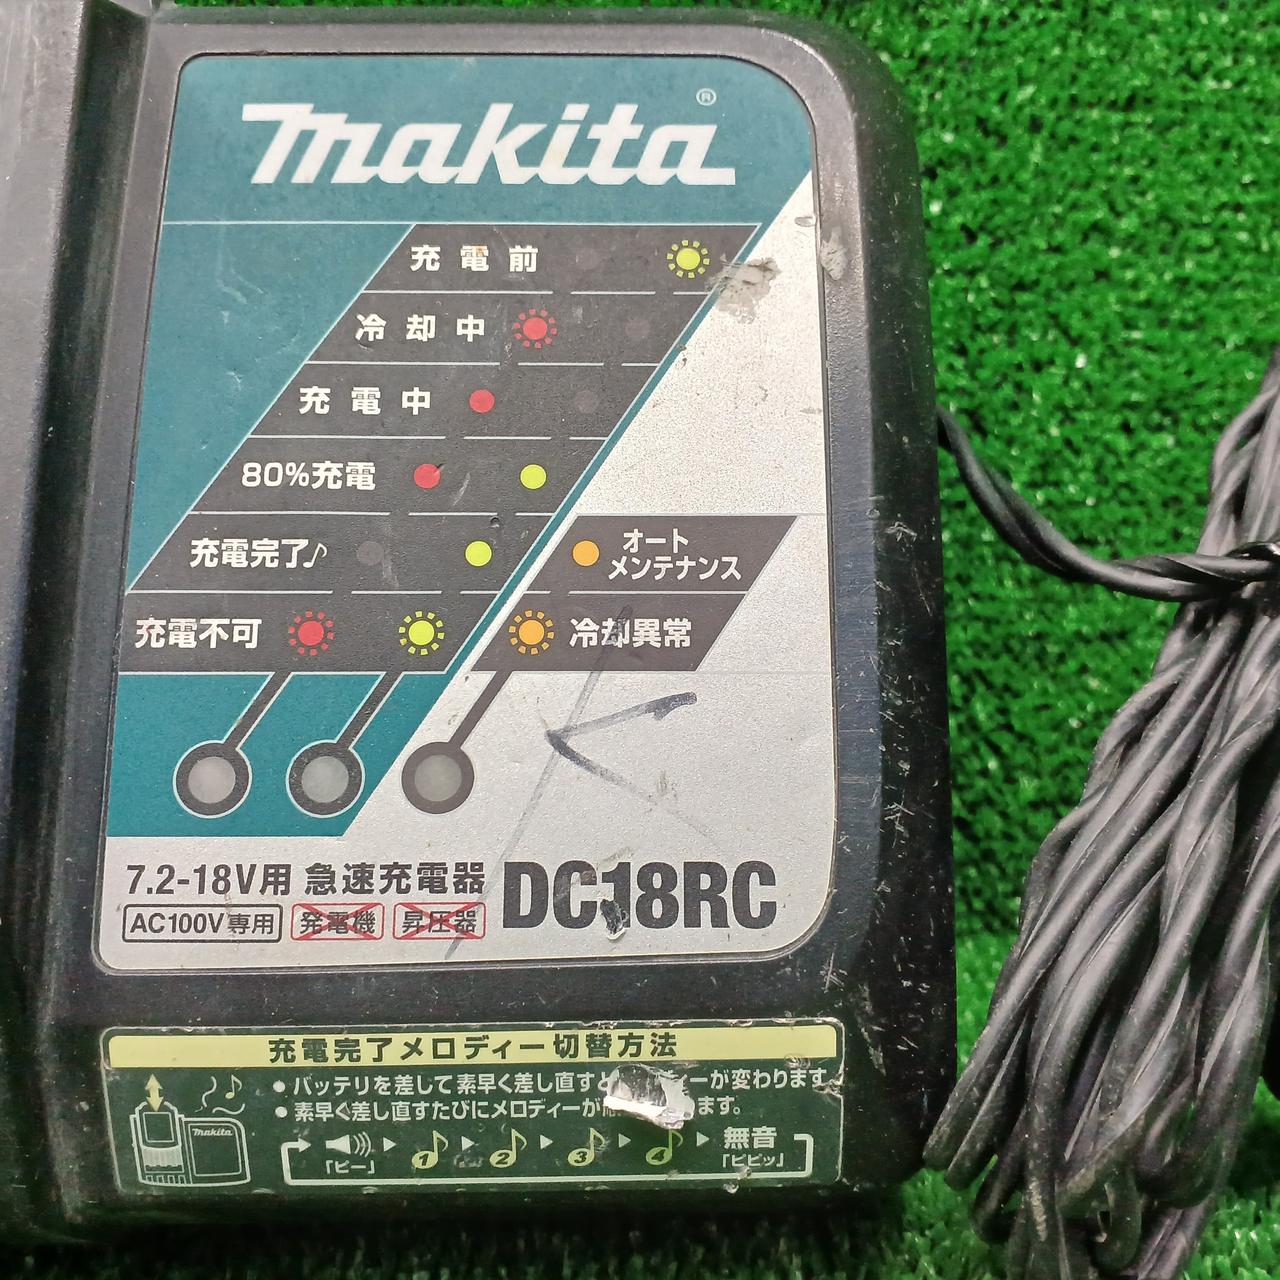 makita®
充電前
冷却中
充電中
80%充電
充電完了♪
オート
メンテナンス
充電不可
冷却異常
7.2-18V用 急速充電器 DC18RC
AC100V専用 発電機 昇圧器
充電完了メロディー切替方法
●バッテリを差して素早く差し直すと ディーが変わります
●素早く差し直すたびにメロディーが ます。
makita
「ピー」
1 2 3 4
無音
「ピピッ」